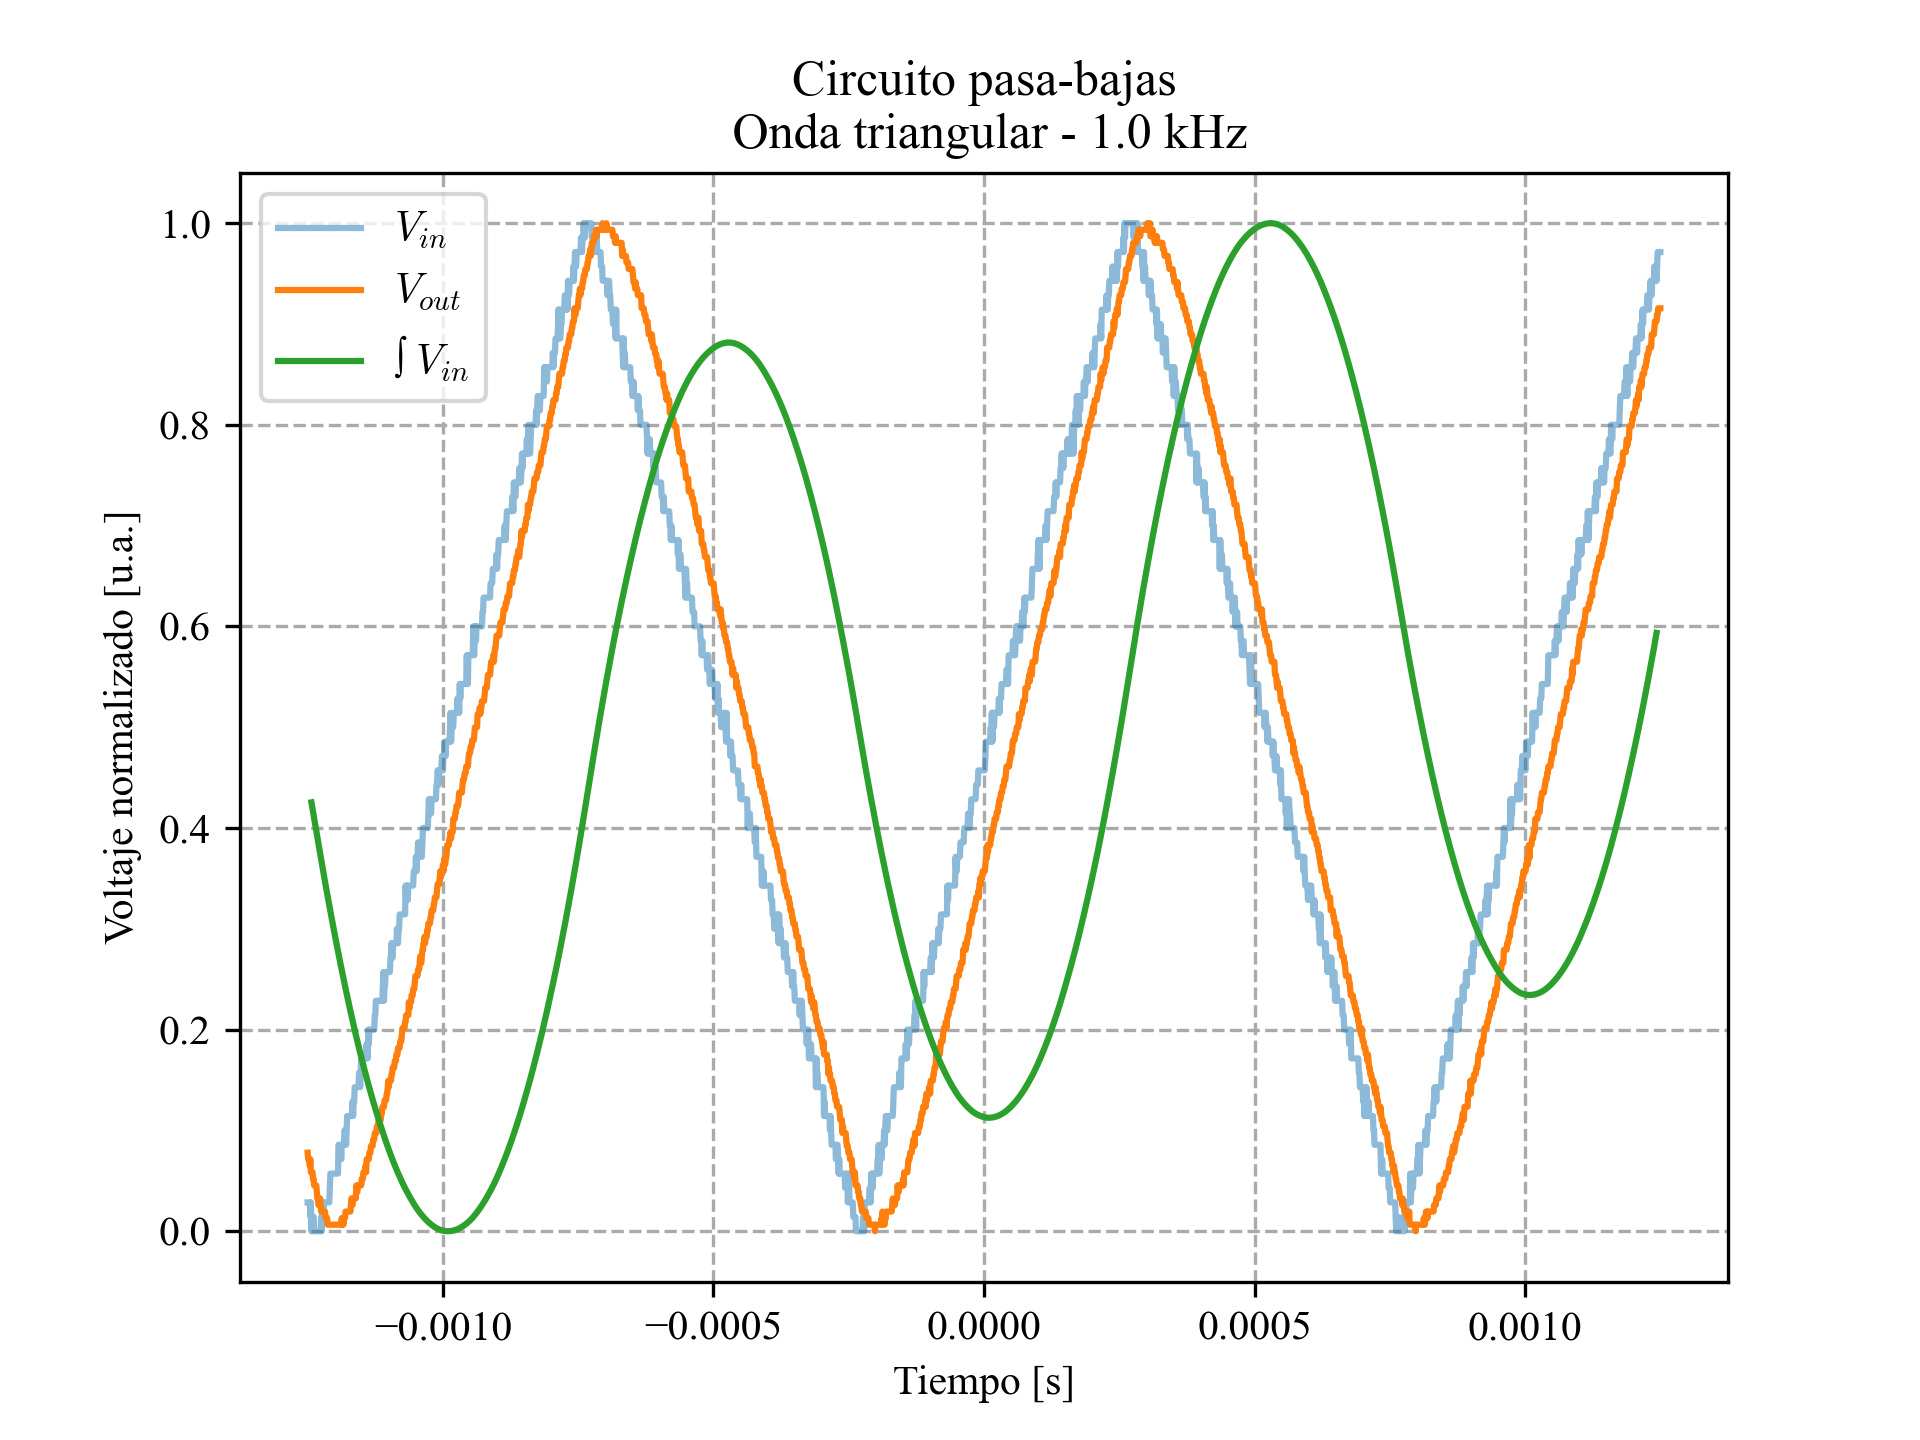 Circuito pasa-bajas
Onda triangular - 1.0 kHz
V_in
V_out
∫ V_in
Voltaje normalizado [u.a.]
1.0
0.8
0.6
0.4
0.2
0.0
−0.0010
−0.0005
0.0000
0.0005
0.0010
Tiempo [s]